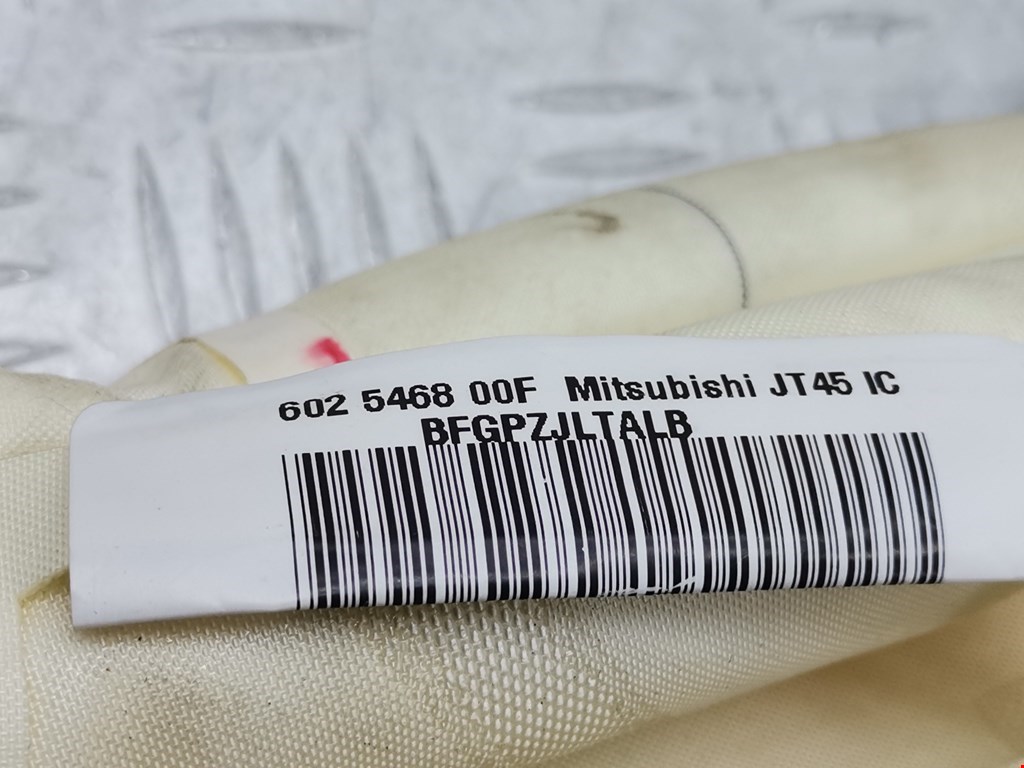 602 5468 00F Mitsubishi JT45 IC
BFGPZJLTALB